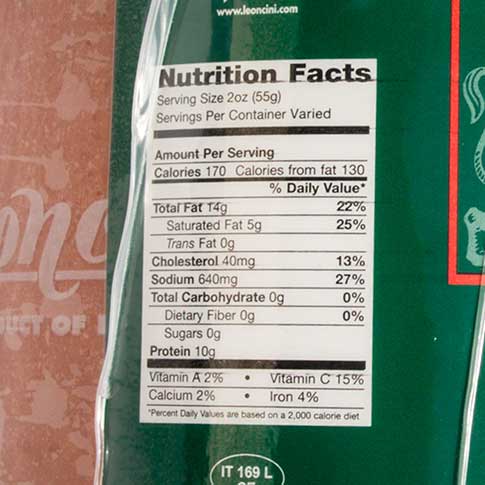 www.leoncini.com
Nutrition Facts
Serving Size 2oz (55g)
Servings Per Container Varied
Amount Per Serving
Calories 170 Calories from fat 130
% Daily Value*
Total Fat 14g 22%
Saturated Fat 5g 25%
Trans Fat 0g
Cholesterol 40mg 13%
Sodium 640mg 27%
Total Carbohydrate 0g 0%
Dietary Fiber 0g 0%
Sugars 0g
Protein 10g
Vitamin A 2% • Vitamin C 15%
Calcium 2% • Iron 4%
*Percent Daily Values are based on a 2,000 calorie diet
OF
IT 169 L